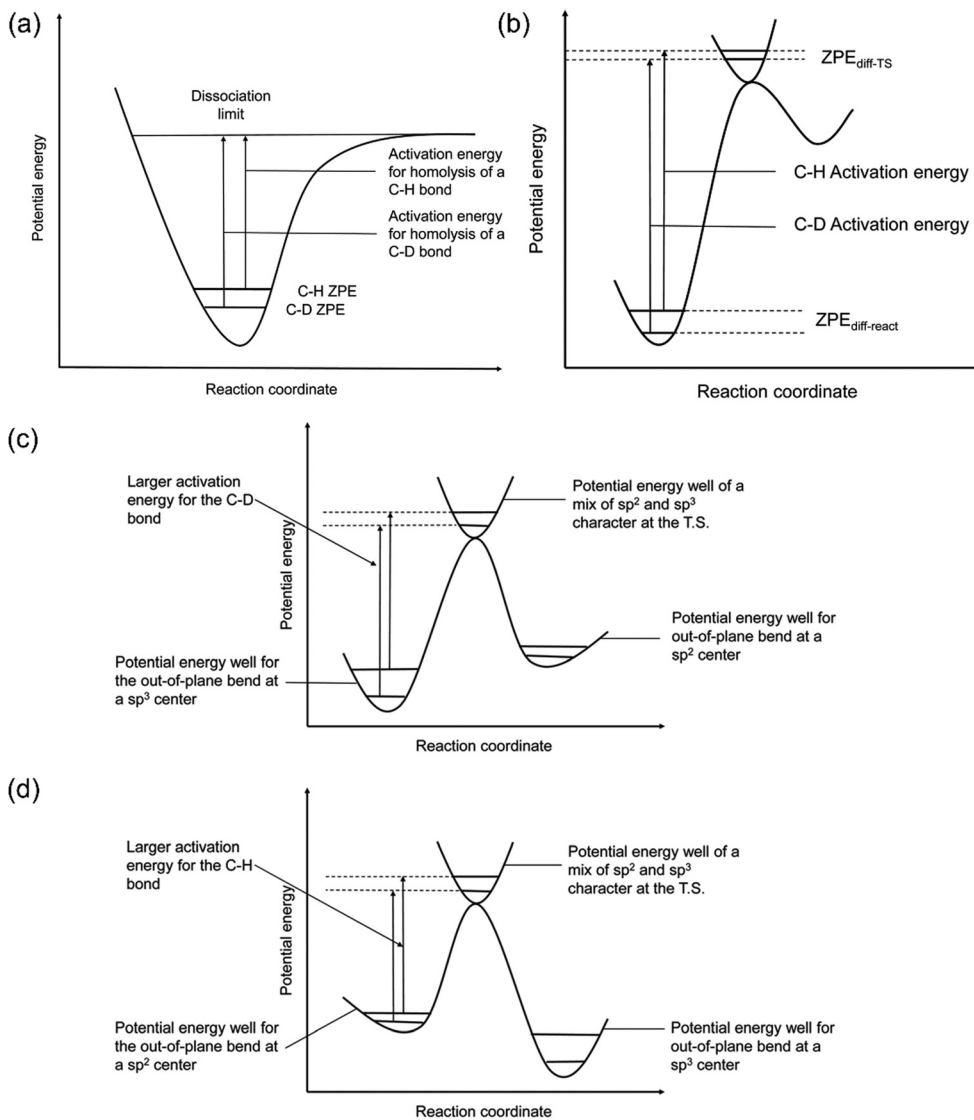 (a)
Potential energy
Dissociation
limit
Activation energy
for homolysis of a
C-H bond
Activation energy
for homolysis of a
C-D bond
C-H ZPE
C-D ZPE
Reaction coordinate
(b)
Potential energy
ZPEdiff-TS
C-H Activation energy
C-D Activation energy
ZPEdiff-react
Reaction coordinate
(c)
Larger activation
energy for the C-D
bond
Potential energy
Potential energy well of a
mix of sp² and sp³
character at the T.S.
Potential energy well for
out-of-plane bend at a
sp² center
Potential energy well for
the out-of-plane bend at
a sp³ center
Reaction coordinate
(d)
Larger activation
energy for the C-H
bond
Potential energy
Potential energy well of a
mix of sp² and sp³
character at the T.S.
Potential energy well for
the out-of-plane bend at
a sp² center
Potential energy well for
out-of-plane bend at a
sp³ center
Reaction coordinate